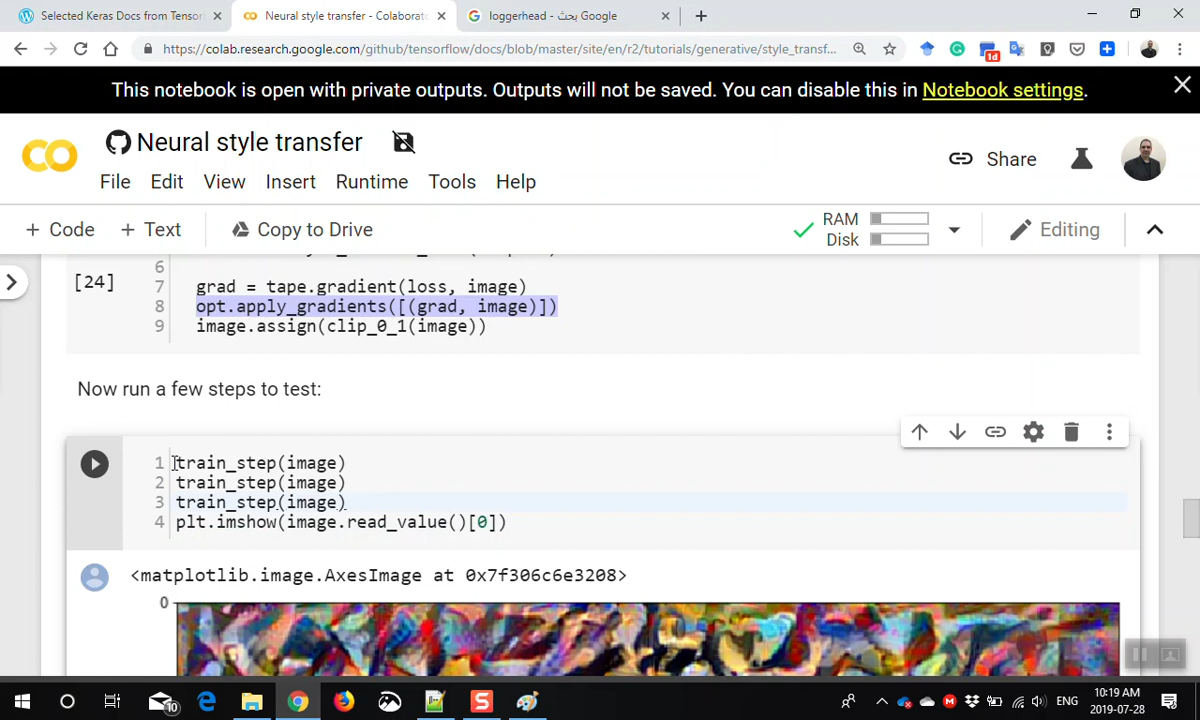 Selected Keras Docs from Tensor
Neural style transfer - Colaborato
loggerhead - بحث Google
https://colab.research.google.com/github/tensorflow/docs/blob/master/site/en/r2/tutorials/generative/style_transf...
1d
This notebook is open with private outputs. Outputs will not be saved. You can disable this in Notebook settings.
Neural style transfer
Share
File Edit View Insert Runtime Tools Help
+ Code + Text Copy to Drive
RAM
Disk
Editing
6
[24]
7 grad = tape.gradient(loss, image)
8 opt.apply_gradients([(grad, image)])
9 image.assign(clip_0_1(image))
Now run a few steps to test:
1 train_step(image)
2 train_step(image)
3 train_step(image)
4 plt.imshow(image.read_value()[0])
<matplotlib.image.AxesImage at 0x7f306c6e3208>
0
10
ENG
10:19 AM
2019-07-28